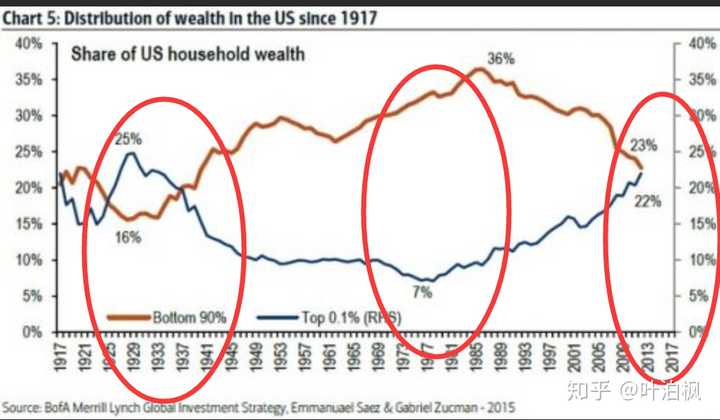 Chart 5: Distribution of wealth in the US since 1917
40% 40%
Share of US household wealth
36%
35% 35%
30% 30%
25%
23%
25% 25%
20% 20%
22%
15% 15%
16%
10% 10%
7%
5% 5%
Bottom 90% Top 0.1% (RHS)
0% 0%
1917 1921 1925 1929 1933 1937 1941 1945 1949 1953 1957 1961 1965 1969 1973 1977 1981 1985 1989 1993 1997 2001 2005 2009 2013 2017
知乎 @叶泊枫
Source: BofA Merrill Lynch Global Investment Strategy, Emmanuael Saez & Gabriel Zucman - 2015